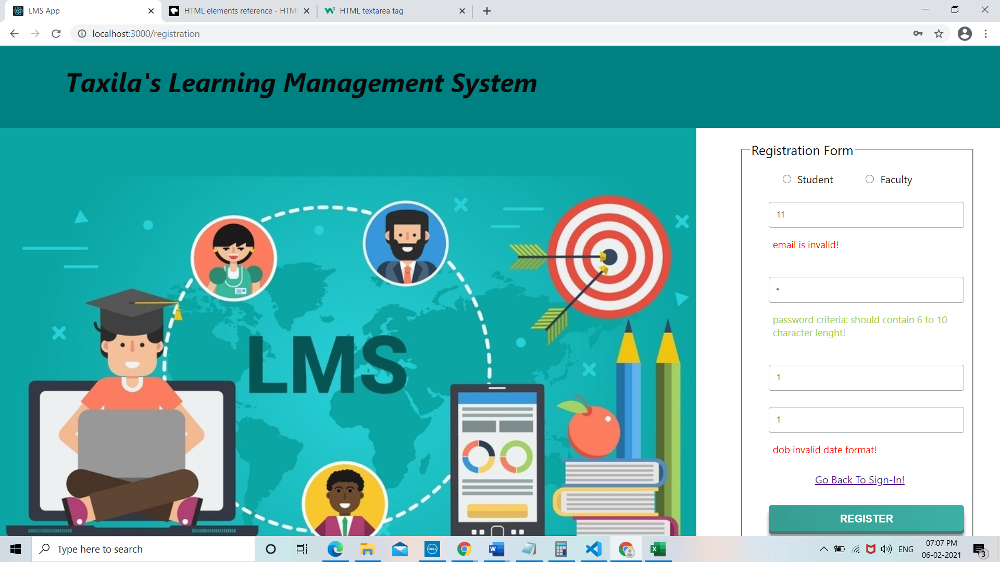 LMS App
HTML elements reference - HTM
HTML textarea tag
localhost:3000/registration
Taxila's Learning Management System
Registration Form
Student
Faculty
11
email is invalid!
•
password criteria: should contain 6 to 10
character lenght!
1
1
dob invalid date format!
Go Back To Sign-In!
REGISTER
LMS
Type here to search
DELL
ENG
07:07 PM
06-02-2021
3